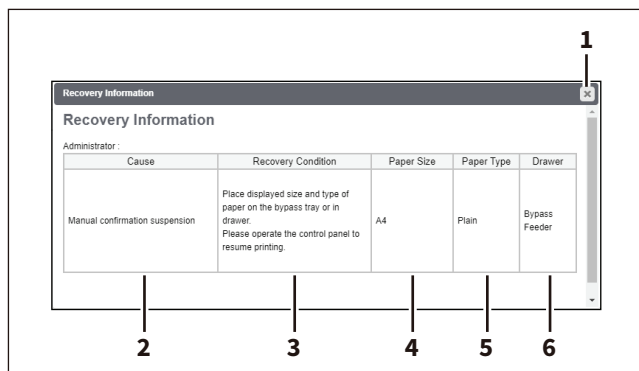 1
Recovery Information
Recovery Information
Administrator :
Cause Recovery Condition Paper Size Paper Type Drawer
Manual confirmation suspension
Place displayed size and type of
paper on the bypass tray or in
drawer.
Please operate the control panel to
resume printing.
A4
Plain
Bypass
Feeder
2 3 4 5 6